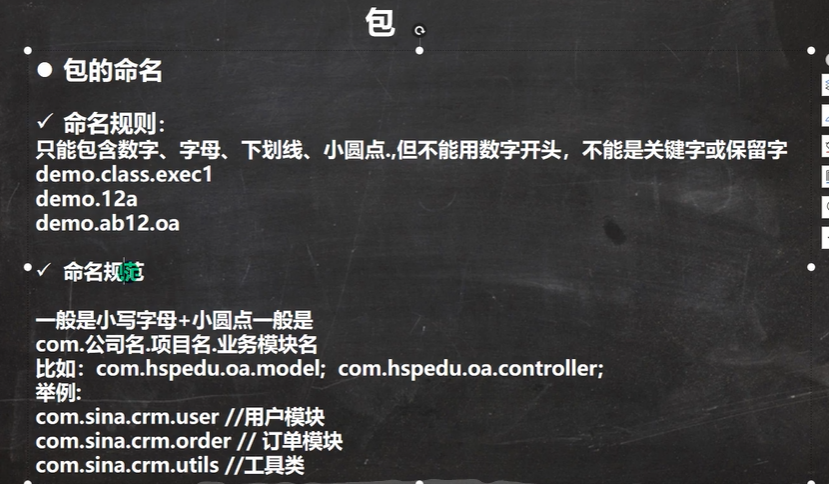 包
包的命名
命名规则：
只能包含数字、字母、下划线、小圆点.,但不能用数字开头，不能是关键字或保留字
demo.class.exec1
demo.12a
demo.ab12.oa
命名规范
一般是小写字母+小圆点一般是
com.公司名.项目名.业务模块名
比如：com.hspedu.oa.model; com.hspedu.oa.controller;
举例:
com.sina.crm.user //用户模块
com.sina.crm.order // 订单模块
com.sina.crm.utils //工具类